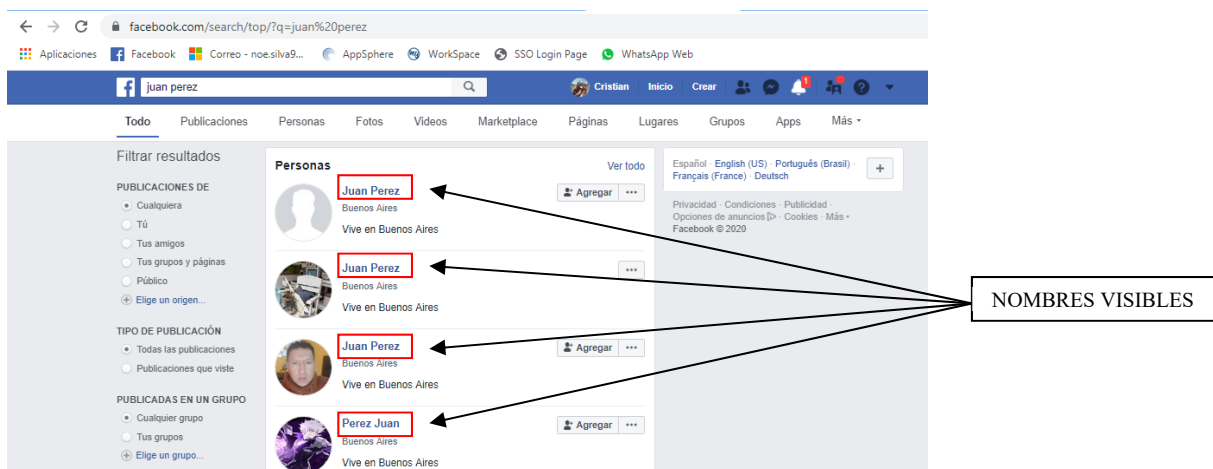 facebook.com/search/top/?q=juan%20perez
Aplicaciones Facebook Correo - noe.silva9... AppSphere WorkSpace SSO Login Page WhatsApp Web
juan perez Cristian Inicio Crear 1
Todo Publicaciones Personas Fotos Videos Marketplace Páginas Lugares Grupos Apps Más
Filtrar resultados
PUBLICACIONES DE
Cualquiera
Tú
Tus amigos
Tus grupos y páginas
Público
Elige un origen...
TIPO DE PUBLICACIÓN
Todas las publicaciones
Publicaciones que viste
PUBLICADAS EN UN GRUPO
Cualquier grupo
Tus grupos
Elige un grupo...
Personas Ver todo
Juan Perez
Agregar ...
Buenos Aires
Vive en Buenos Aires
Juan Perez
...
Buenos Aires
Vive en Buenos Aires
Juan Perez
Agregar ...
Buenos Aires
Vive en Buenos Aires
Perez Juan
Agregar ...
Buenos Aires
Vive en Buenos Aires
Español · English (US) · Português (Brasil) ·
Français (France) · Deutsch
+
Privacidad · Condiciones · Publicidad ·
Opciones de anuncios · Cookies · Más
Facebook © 2020
NOMBRES VISIBLES